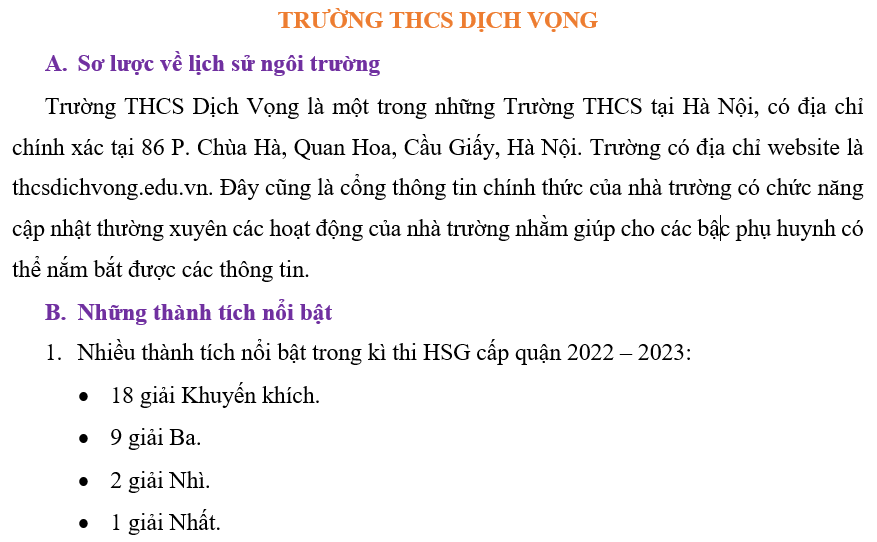 TRƯỜNG THCS DỊCH VỌNG
A. Sơ lược về lịch sử ngôi trường
Trường THCS Dịch Vọng là một trong những Trường THCS tại Hà Nội, có địa chỉ
chính xác tại 86 P. Chùa Hà, Quan Hoa, Cầu Giấy, Hà Nội. Trường có địa chỉ website là
thcsdichvong.edu.vn. Đây cũng là cổng thông tin chính thức của nhà trường có chức năng
cập nhật thường xuyên các hoạt động của nhà trường nhằm giúp cho các bậc phụ huynh có
thể nắm bắt được các thông tin.
B. Những thành tích nổi bật
1. Nhiều thành tích nổi bật trong kì thi HSG cấp quận 2022 – 2023:
• 18 giải Khuyến khích.
• 9 giải Ba.
• 2 giải Nhì.
• 1 giải Nhất.